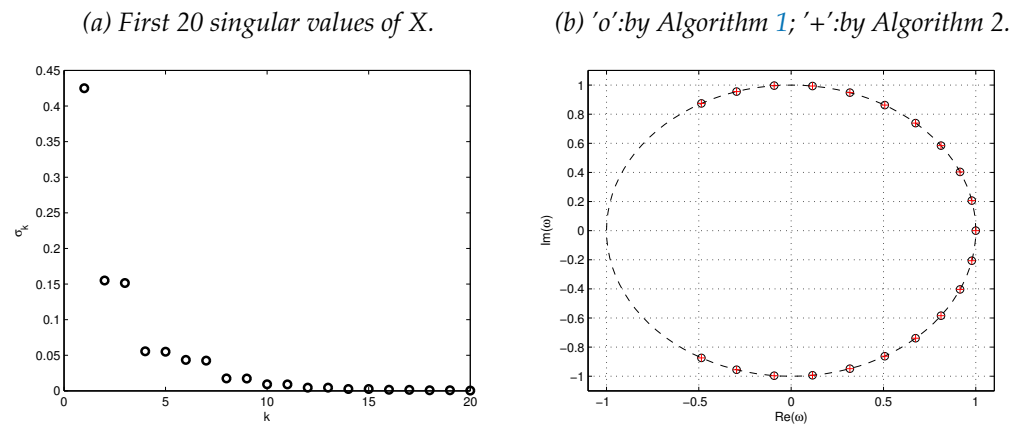 (a) First 20 singular values of X.
(b) 'o':by Algorithm 1; '+':by Algorithm 2.
0.45
0.4
0.35
0.3
0.25
0.2
0.15
0.1
0.05
0
σk
0 5 10 15 20
k
1
0.8
0.6
0.4
0.2
0
−0.2
−0.4
−0.6
−0.8
−1
Im(ω)
−1 −0.5 0 0.5 1
Re(ω)